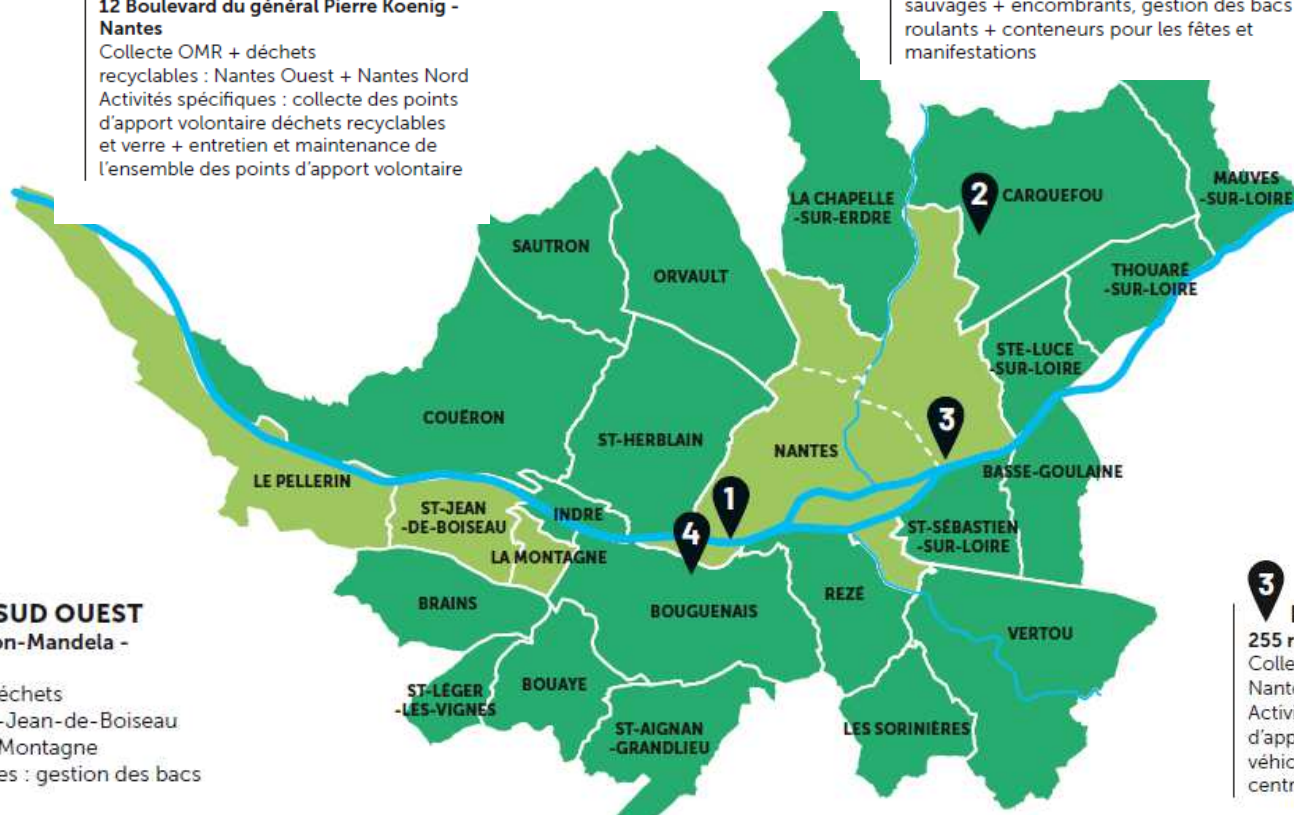 12 Boulevard du général Pierre Koenig -
Nantes
Collecte OMR + déchets
recyclables : Nantes Ouest + Nantes Nord
Activités spécifiques : collecte des points
d'apport volontaire déchets recyclables
et verre + entretien et maintenance de
l'ensemble des points d'apport volontaire
sauvages + encombrants, gestion des bacs
roulants + conteneurs pour les fêtes et
manifestations
MAUVES
-SUR-LOIRE
2
CARQUEFOU
LA CHAPELLE
-SUR-ERDRE
SAUTRON
ORVAULT
THOUARÉ
-SUR-LOIRE
STE-LUCE
-SUR-LOIRE
COUËRON
ST-HERBLAIN
NANTES
3
BASSE-GOULAINE
LE PELLERIN
ST-JEAN
-DE-BOISEAU
INDRE
1
4
ST-SÉBASTIEN
-SUR-LOIRE
LA MONTAGNE
BRAINS
BOUGUENAIS
REZÉ
VERTOU
ST-LÉGER
-LES-VIGNES
BOUAYE
ST-AIGNAN
-GRANDLIEU
LES SORINIÈRES
SUD OUEST
on-Mandela -
échets
-Jean-de-Boiseau
Montagne
es : gestion des bacs
3
255 r
Colle
Nante
Activi
d'app
véhic
centr